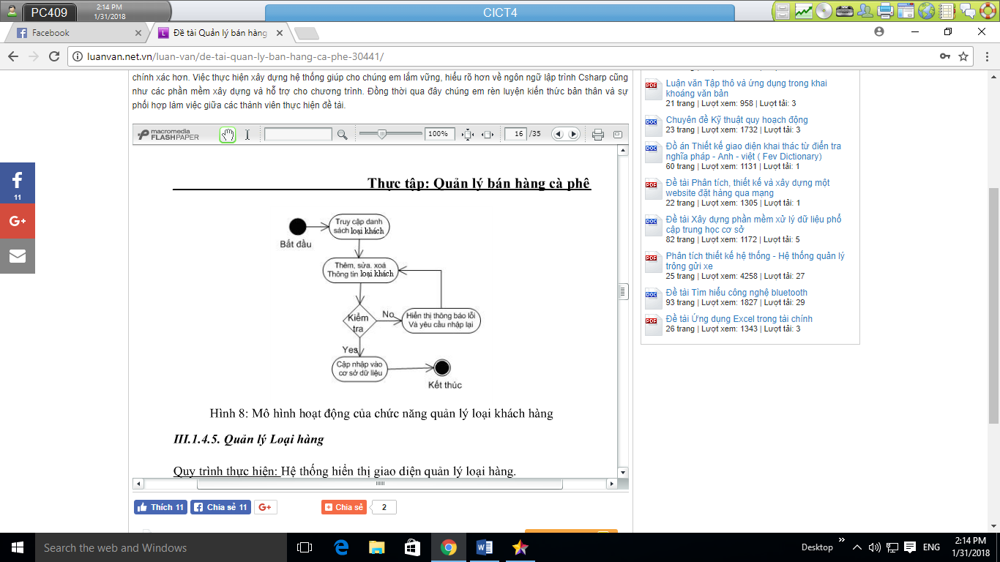 PC409
2:14 PM
1/31/2018
CICT4
Facebook
Đề tài Quản lý bán hàng
luanvan.net.vn/luan-van/de-tai-quan-ly-ban-hang-ca-phe-30441/
chính xác hơn. Việc thực hiện xây dựng hệ thống giúp cho chúng em lắm vững, hiểu rõ hơn về ngôn ngữ lập trình Csharp cũng
như các phần mềm xây dựng và hỗ trợ cho chương trình. Đồng thời qua đây chúng em rèn luyện kiến thức bản thân và sự
phối hợp làm việc giữa các thành viên thực hiện đề tài.
macromedia
FLASHPAPER
100%
16 /35
11
G+
Thực tập: Quản lý bán hàng cà phê
Bắt đầu
Truy cập danh
sách loại khách
Thêm, sửa. xoá
Thông tin loại khách
Kiểm
tra
No
Hiển thị thông báo lỗi
Và yêu cầu nhập lại
Yes
Cập nhập vào
cơ sở dữ liệu
Kết thúc
Hình 8: Mô hình hoạt động của chức năng quản lý loại khách hàng
III.1.4.5. Quản lý Loại hàng
Quy trình thực hiện: Hệ thống hiển thị giao diện quản lý loại hàng.
Thích 11
Chia sẻ 11
G+
Chia sẻ
2
PDF
Luận văn Tập thô và ứng dụng trong khai
khoáng văn bản
21 trang | Lượt xem: 958 | Lượt tải: 3
DOC
Chuyên đề Kỹ thuật quy hoạch động
23 trang | Lượt xem: 1732 | Lượt tải: 3
DOC
Đồ án Thiết kế giao diện khai thác từ điển tra
nghĩa pháp - Anh - việt ( Fev Dictionary)
60 trang | Lượt xem: 1131 | Lượt tải: 1
PDF
Đề tài Phân tích, thiết kế và xây dựng một
website đặt hàng qua mạng
22 trang | Lượt xem: 1305 | Lượt tải: 1
DOC
Đề tài Xây dựng phần mềm xử lý dữ liệu phổ
cập trung học cơ sở
82 trang | Lượt xem: 1172 | Lượt tải: 5
PDF
Phân tích thiết kế hệ thống - Hệ thống quản lý
trông gửi xe
25 trang | Lượt xem: 4258 | Lượt tải: 27
DOC
Đề tài Tìm hiểu công nghệ bluetooth
93 trang | Lượt xem: 1827 | Lượt tải: 29
PDF
Đề tài Ứng dụng Excel trong tài chính
26 trang | Lượt xem: 1343 | Lượt tải: 3
Search the web and Windows
Desktop
ENG
2:14 PM
1/31/2018